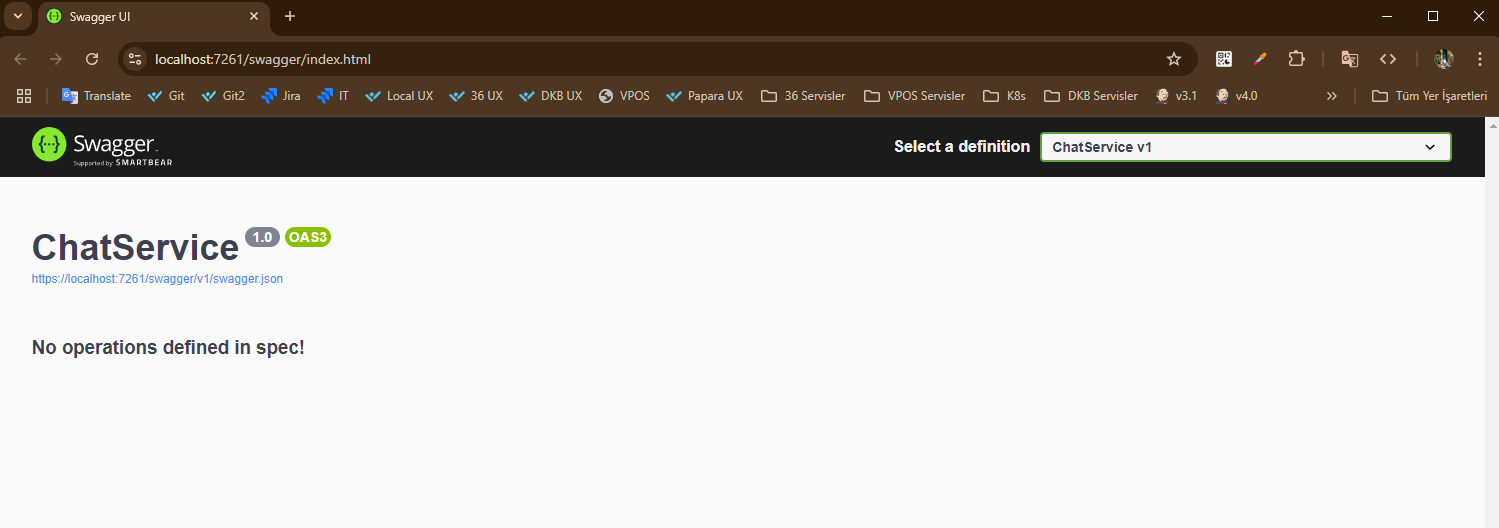 Swagger UI
localhost:7261/swagger/index.html
Translate Git Git2 Jira IT Local UX 36 UX DKB UX VPOS Papara UX 36 Servisler VPOS Servisler K8s DKB Servisler v3.1 v4.0 Tüm Yer İşaretleri
Swagger
Supported by SMARTBEAR
Select a definition ChatService v1
ChatService 1.0 OAS3
https://localhost:7261/swagger/v1/swagger.json
No operations defined in spec!